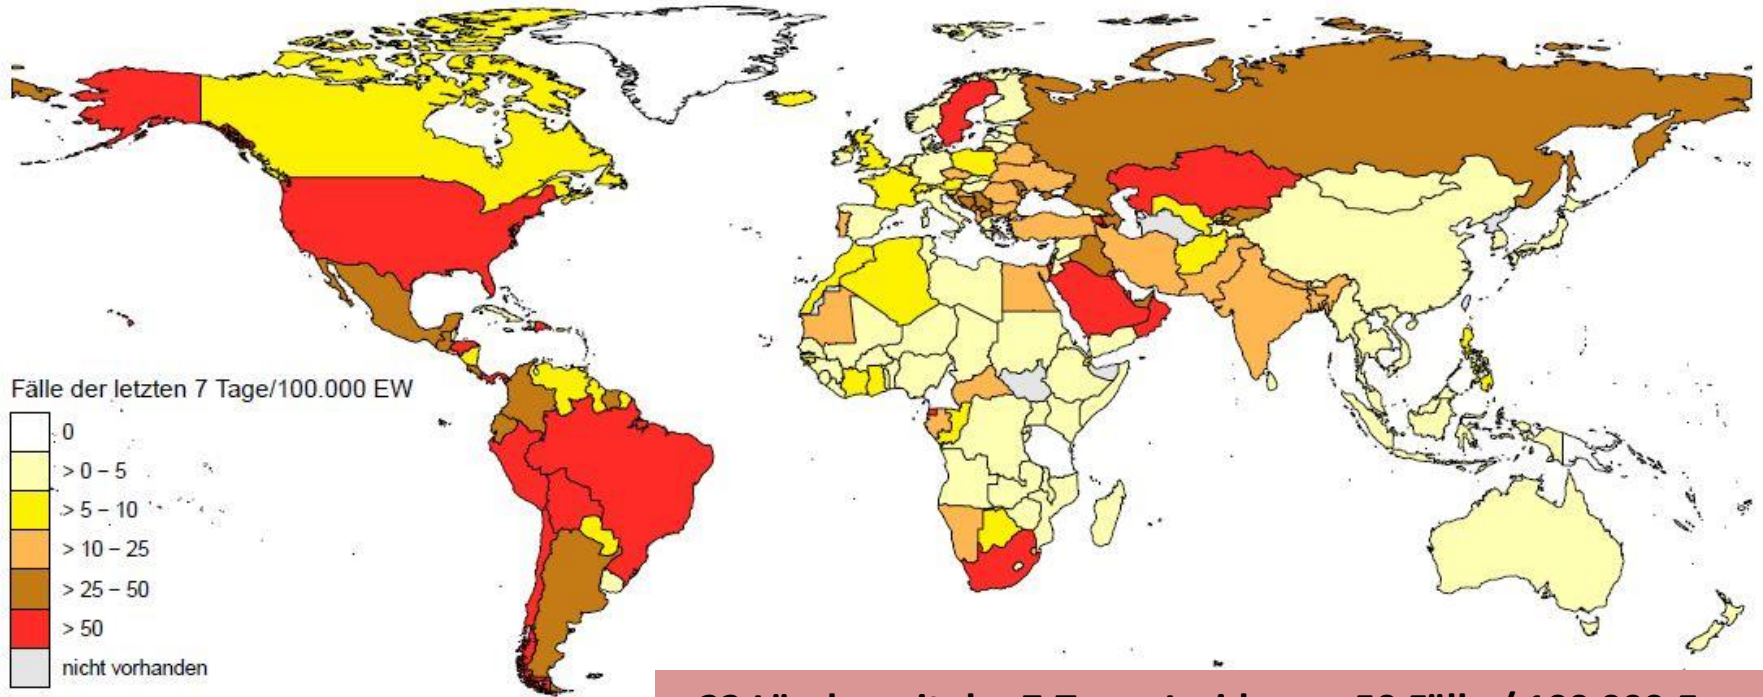 Fälle der letzten 7 Tage/100.000 EW
0
> 0 – 5
> 5 – 10
> 10 – 25
> 25 – 50
> 50
nicht vorhanden